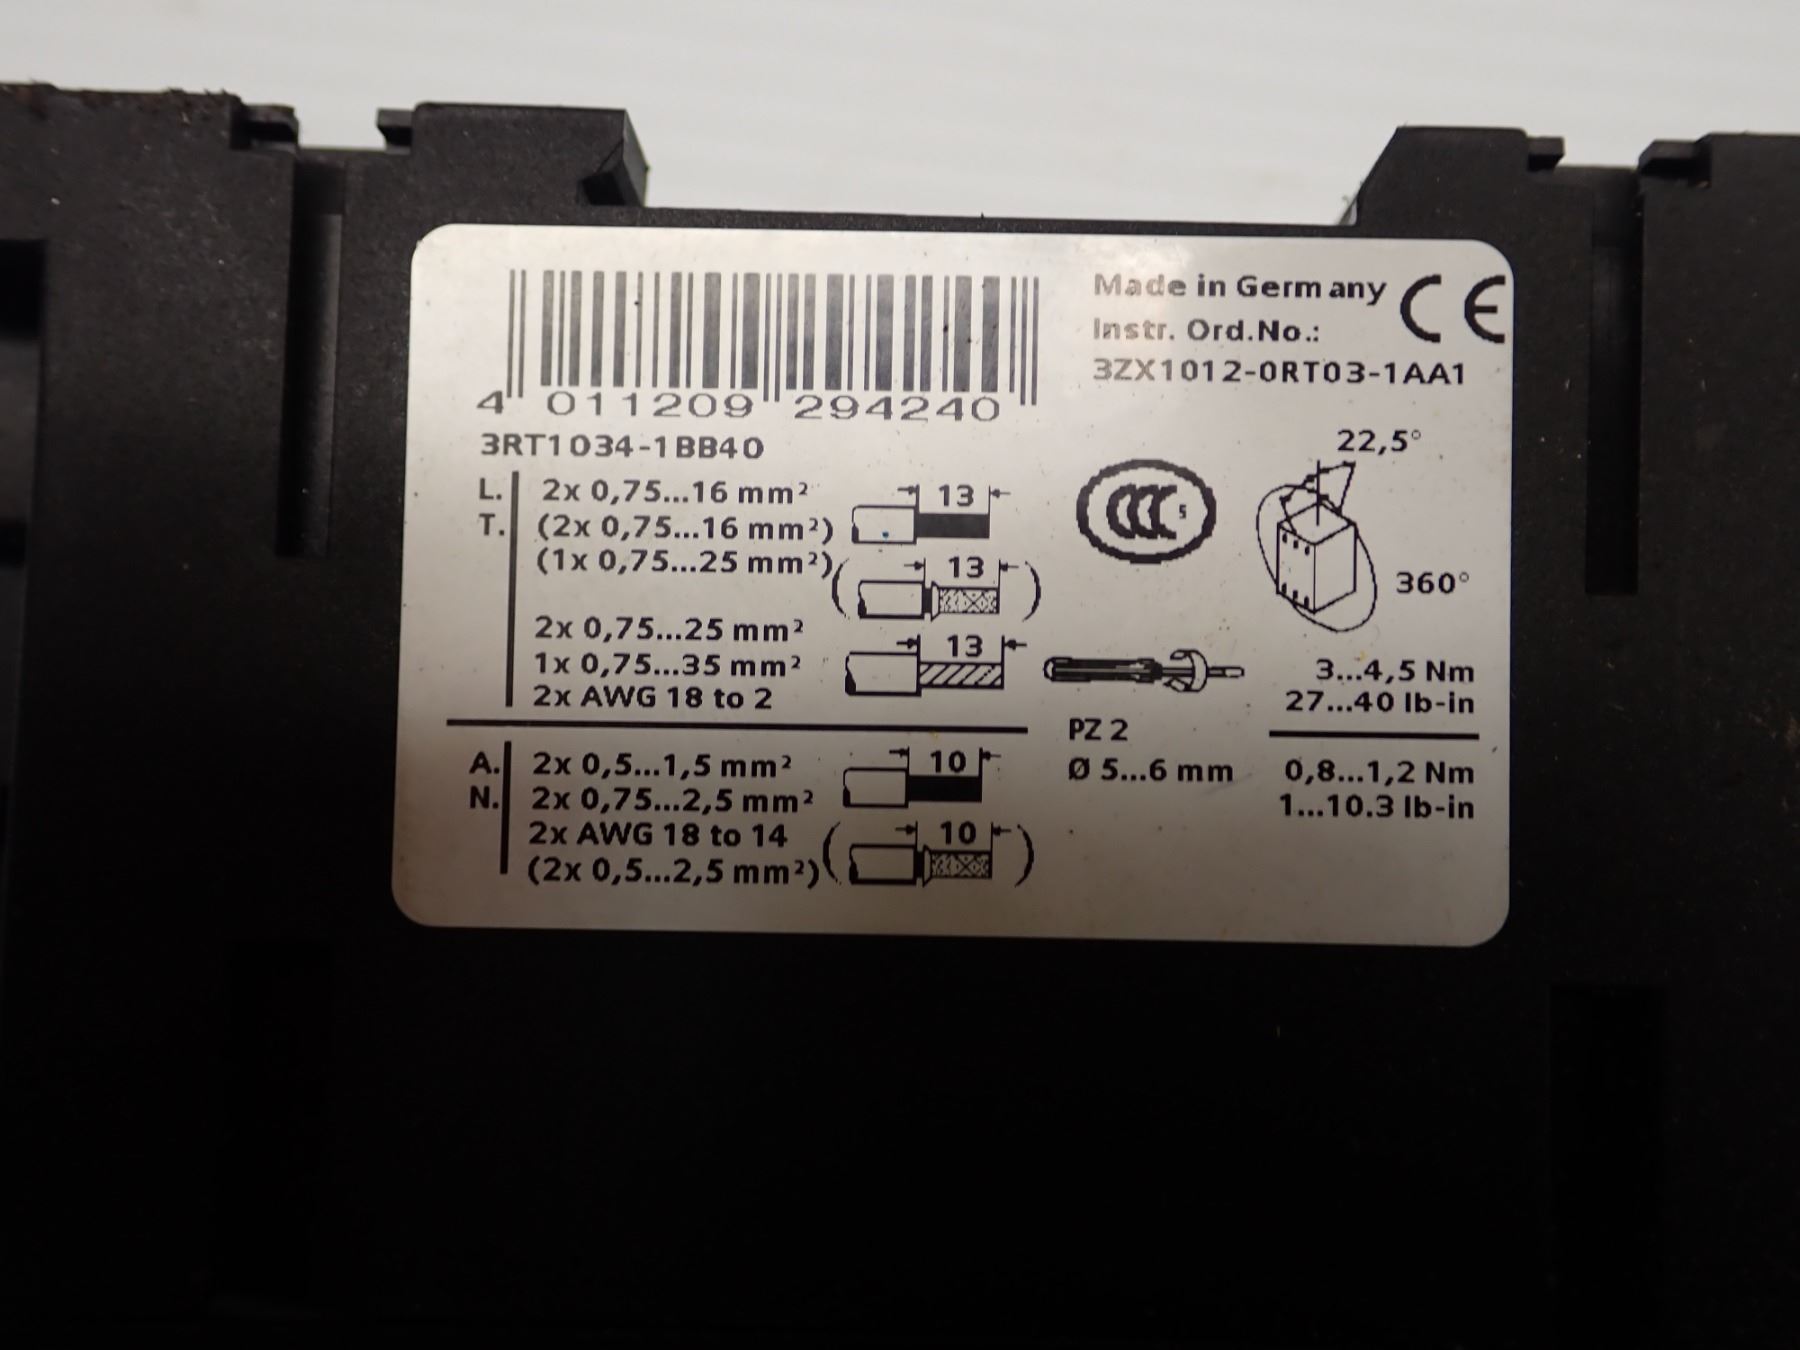 4 011209 294240
Made in Germany CE
Instr. Ord.No.:
3ZX1012-0RT03-1AA1
3RT1034-1BB40
L. 2x 0,75...16 mm² 13
T. (2x 0,75...16 mm²)
(1x 0,75...25 mm²) ( 13 )
2x 0,75...25 mm²
1x 0,75...35 mm² 13
2x AWG 18 to 2
CCC S
22,5°
360°
3...4,5 Nm
27...40 lb-in
PZ 2
Ø 5...6 mm
0,8...1,2 Nm
1...10.3 lb-in
A. 2x 0,5...1,5 mm² 10
N. 2x 0,75...2,5 mm²
2x AWG 18 to 14 ( 10 )
(2x 0,5...2,5 mm²)